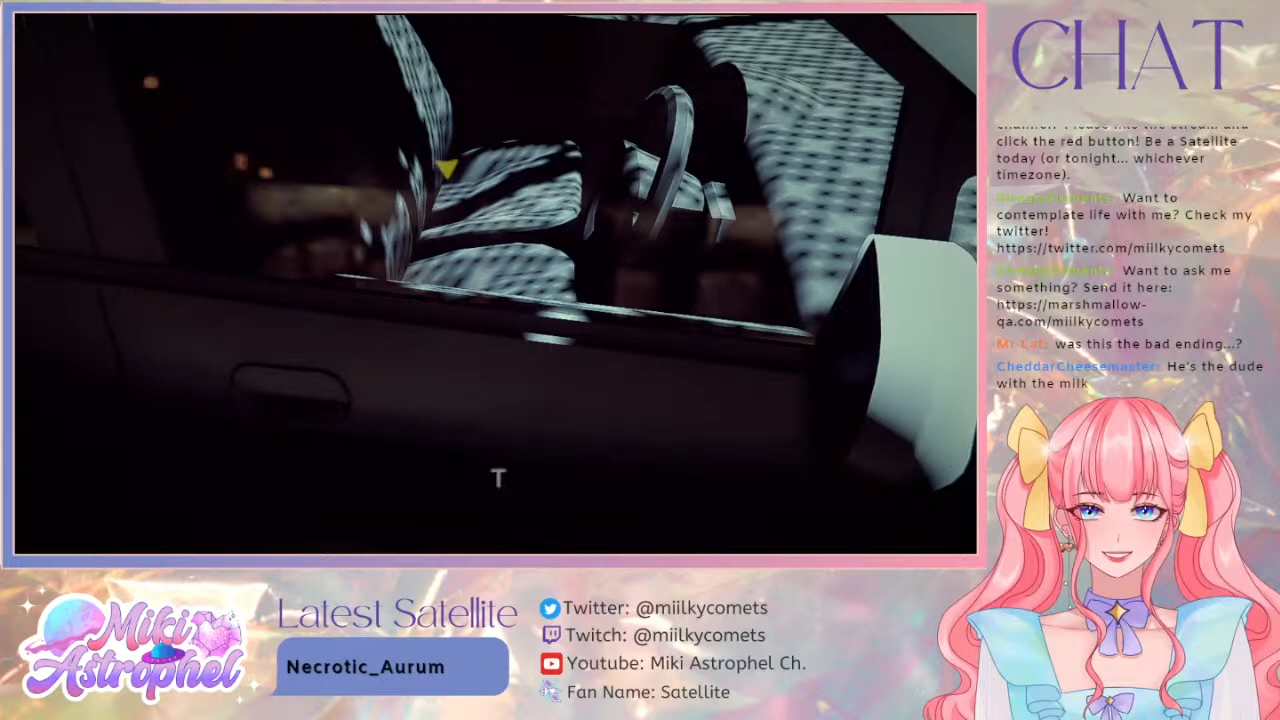 CHAT
click the red button! Be a Satellite
today (or tonight... whichever
timezone).
Want to
contemplate life with me? Check my
twitter!
https://twitter.com/miilkycomets
Want to ask me
something? Send it here:
https://marshmallow-
qa.com/miilkycomets
Mr Cat: was this the bad ending...?
CheddarCheesemaster: He's the dude
with the milk
T
Miki
Astrophel
Latest Satellite
Necrotic_Aurum
Twitter: @miilkycomets
Twitch: @miilkycomets
Youtube: Miki Astrophel Ch.
Fan Name: Satellite